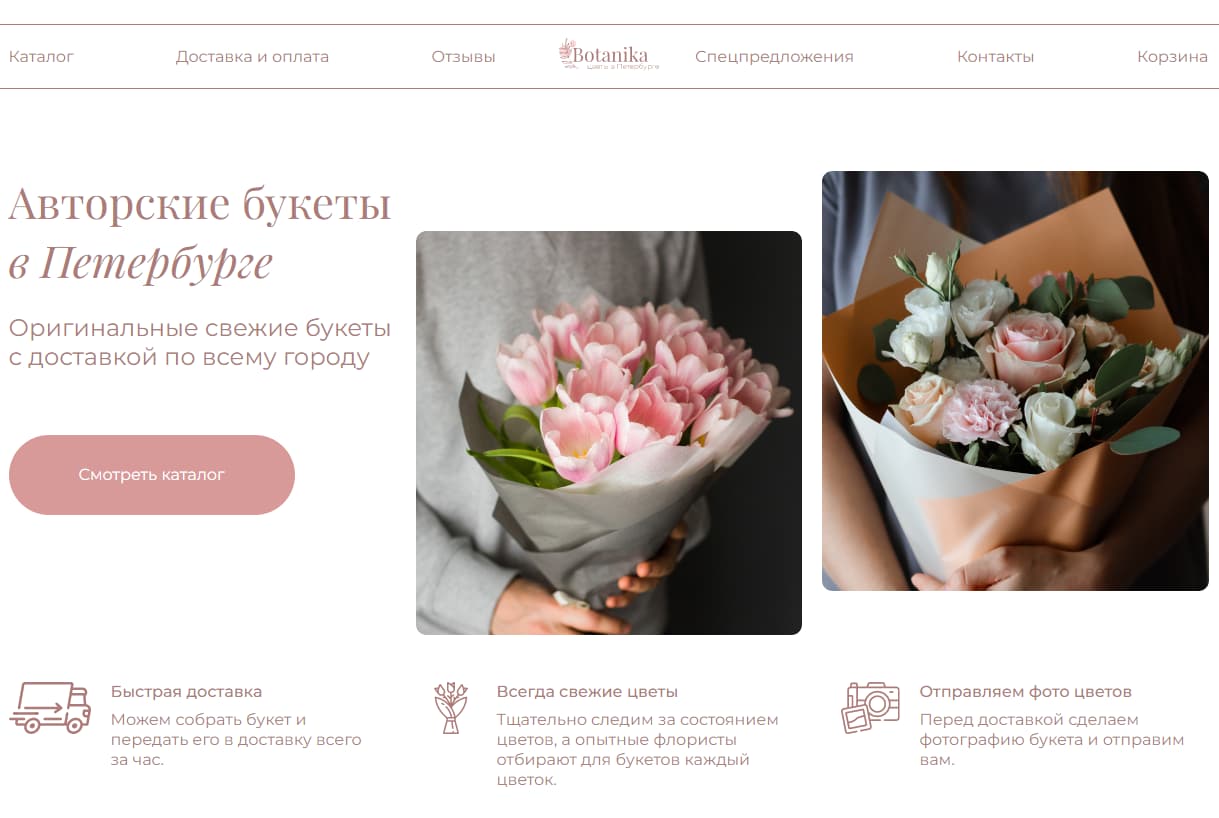 Каталог
Доставка и оплата
Отзывы
Botanika
цветы в Петербурге
Спецпредложения
Контакты
Корзина
Авторские букеты
в Петербурге
Оригинальные свежие букеты
с доставкой по всему городу
Смотреть каталог
Быстрая доставка
Можем собрать букет и
передать его в доставку всего
за час.
Всегда свежие цветы
Тщательно следим за состоянием
цветов, а опытные флористы
отбирают для букетов каждый
цветок.
Отправляем фото цветов
Перед доставкой сделаем
фотографию букета и отправим
вам.